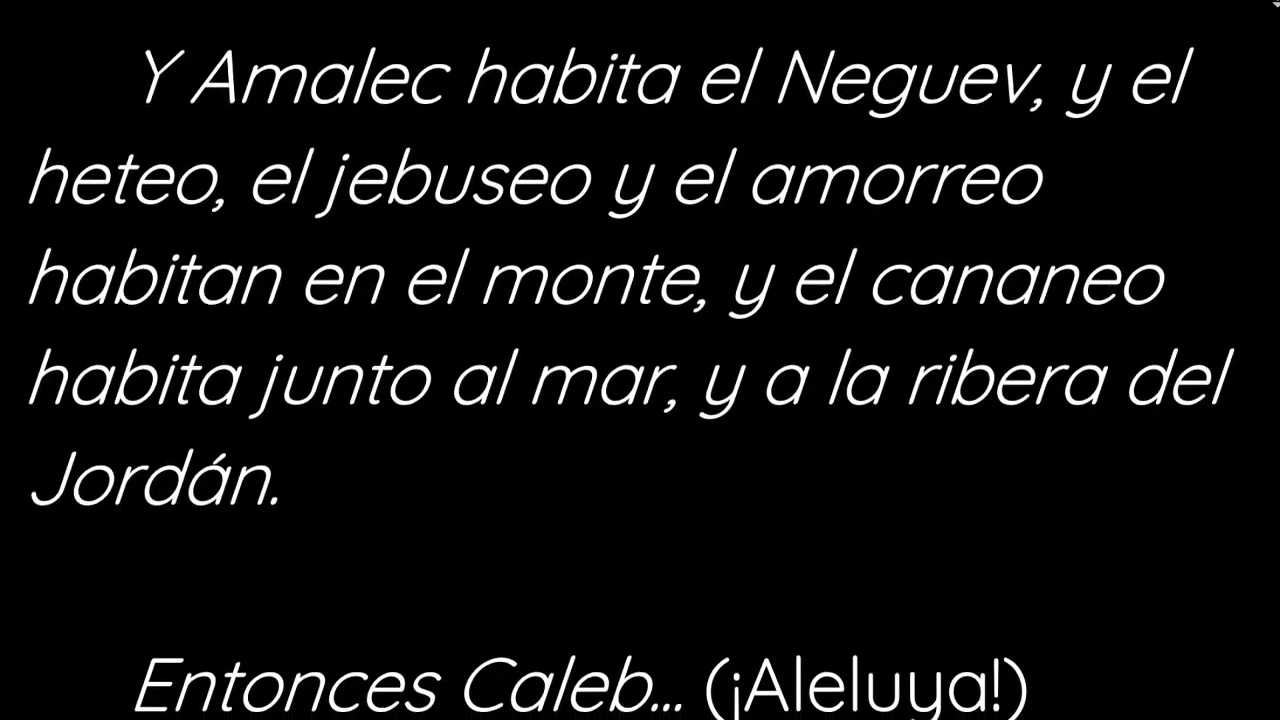 Y Amalec habita el Neguev, y el
heteo, el jebuseo y el amorreo
habitan en el monte, y el cananeo
habita junto al mar, y a la ribera del
Jordán.
Entonces Caleb... (¡Aleluya!)